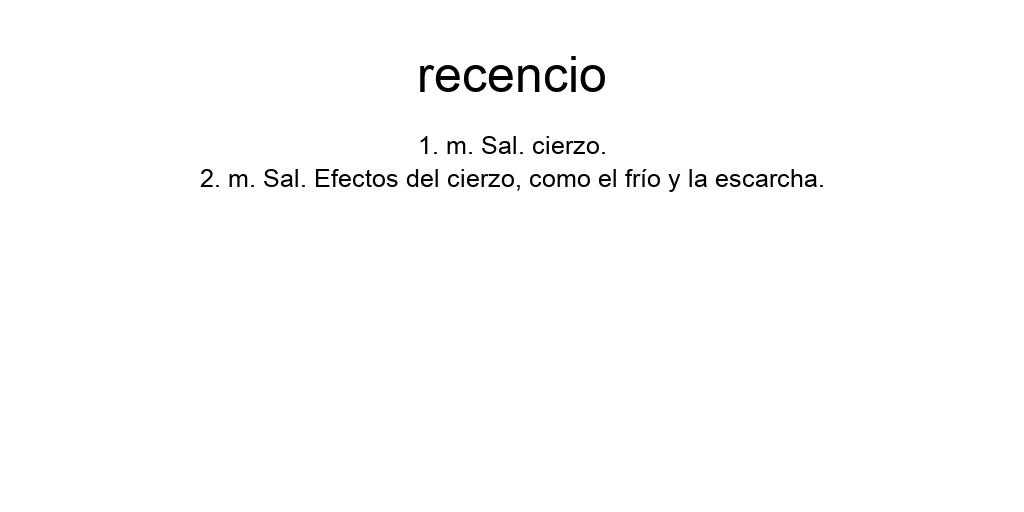 recencio
1. m. Sal. cierzo.
2. m. Sal. Efectos del cierzo, como el frío y la escarcha.